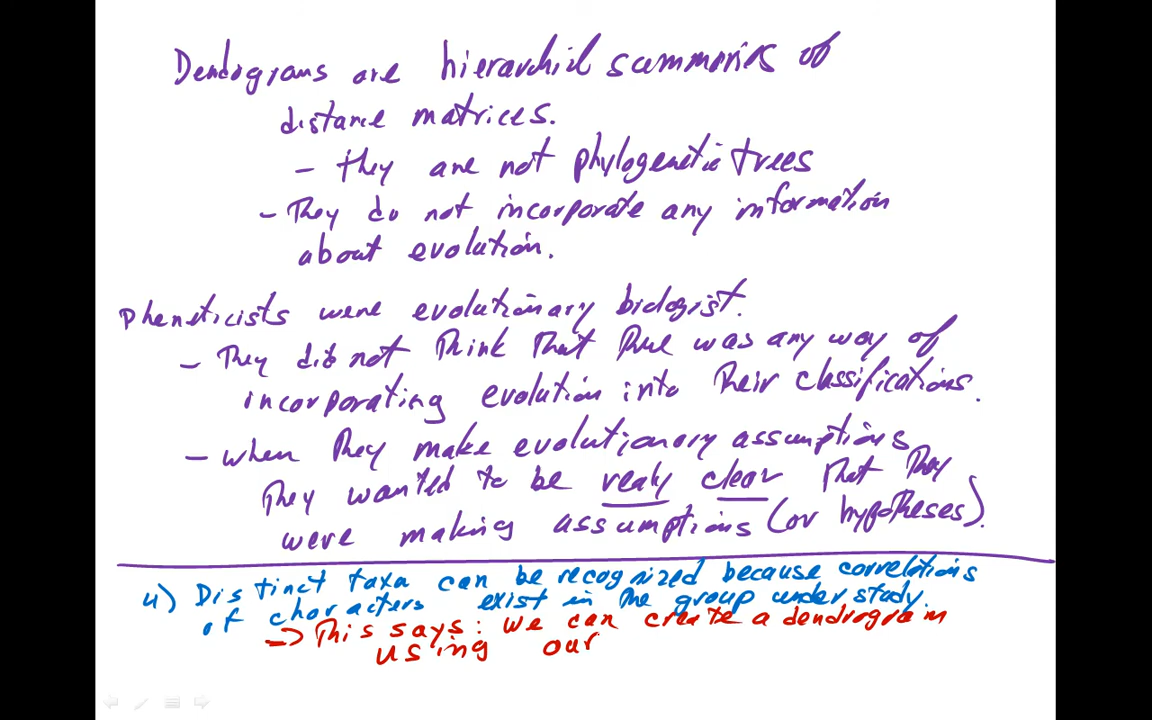 Dendograms are hierarchical summaries of
distance matrices.
- they are not phylogenetic trees
- They do not incorporate any information
about evolution.
Pheneticists were evolutionary biologist.
- They did not think that there was any way of
incorporating evolution into their classifications.
- when they make evolutionary assumptions
they wanted to be realy clear that they
were making assumptions (or hypotheses).
4) Distinct taxa can be recognized because correlations
of characters exist in the group under study.
=> This says: we can create a dendrogram
using our